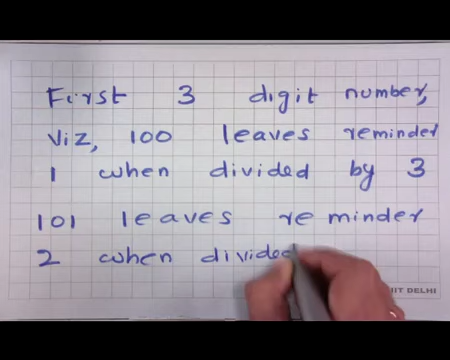 First 3 digit number,
Viz, 100 leaves reminder
1 when divided by 3
101 leaves reminder
2 when divided
IIT DELHI